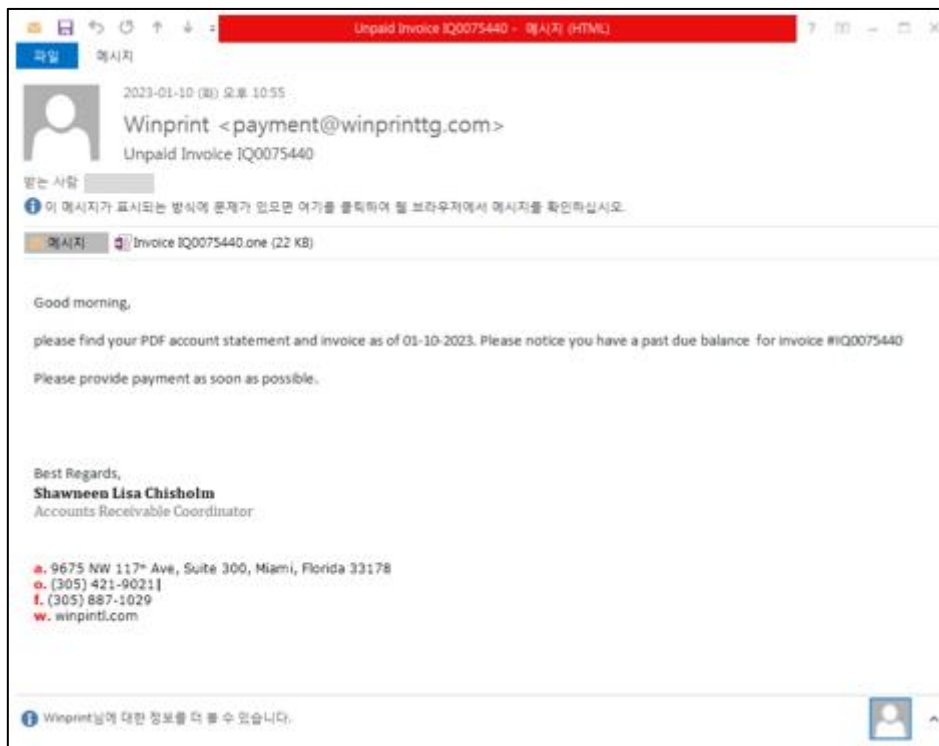 Unpaid Invoice IQ0075440 - 메시지 (HTML)
파일 메시지
2023-01-10 (화) 오후 10:55
Winprint <payment@winprinttg.com>
Unpaid Invoice IQ0075440
받는 사람
이 메시지가 표시되는 방식에 문제가 있으면 여기를 클릭하여 웹 브라우저에서 메시지를 확인하십시오.
메시지 Invoice IQ0075440.one (22 KB)
Good morning,
please find your PDF account statement and invoice as of 01-10-2023. Please notice you have a past due balance for invoice #IQ0075440
Please provide payment as soon as possible.
Best Regards,
Shawneen Lisa Chisholm
Accounts Receivable Coordinator
a. 9675 NW 117ᵗʰ Ave, Suite 300, Miami, Florida 33178
o. (305) 421-9021|
f. (305) 887-1029
w. winpintl.com
Winprint님에 대한 정보를 더 볼 수 있습니다.